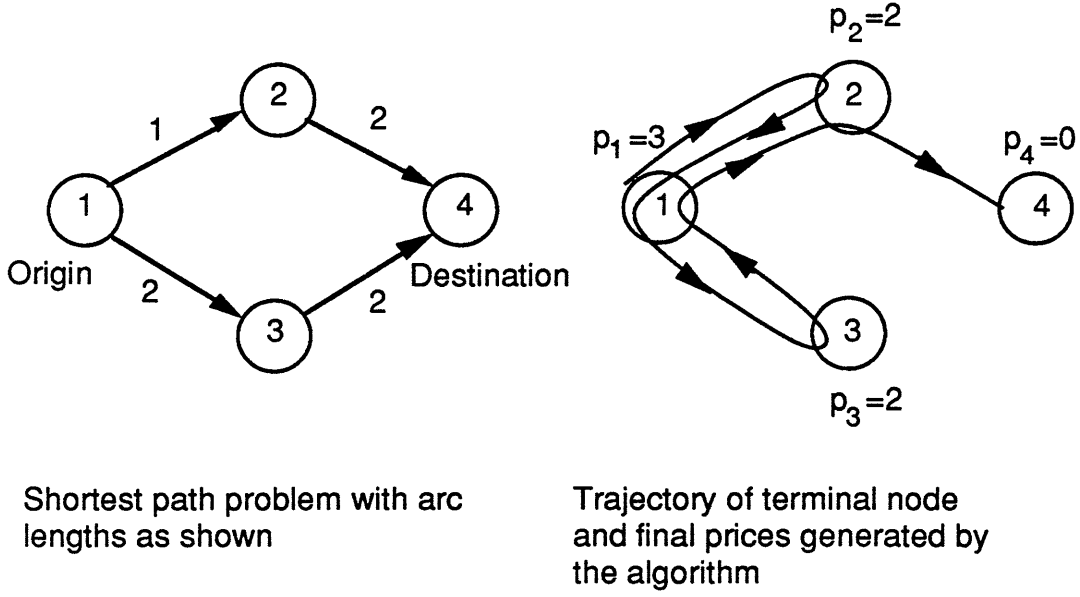 p2=2
2
2
1
2
p1=3
p4=0
1
4
1
4
Origin
Destination
2
2
3
3
p3=2
Shortest path problem with arc
lengths as shown
Trajectory of terminal node
and final prices generated by
the algorithm